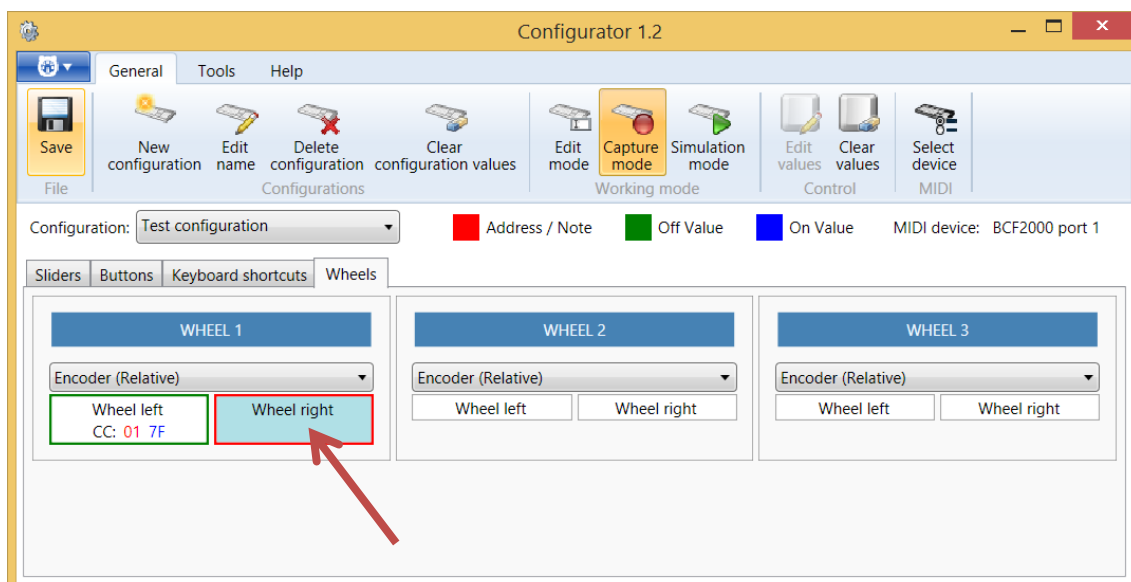 Configurator 1.2
General Tools Help
Save
New configuration
Edit name
Delete configuration
Clear configuration values
Edit mode
Capture mode
Simulation mode
Edit values
Clear values
Select device
File Configurations Working mode Control MIDI
Configuration: Test configuration Address / Note Off Value On Value MIDI device: BCF2000 port 1
Sliders Buttons Keyboard shortcuts Wheels
WHEEL 1 WHEEL 2 WHEEL 3
Encoder (Relative) Encoder (Relative) Encoder (Relative)
Wheel left Wheel right Wheel left Wheel right Wheel left Wheel right
CC: 01 7F